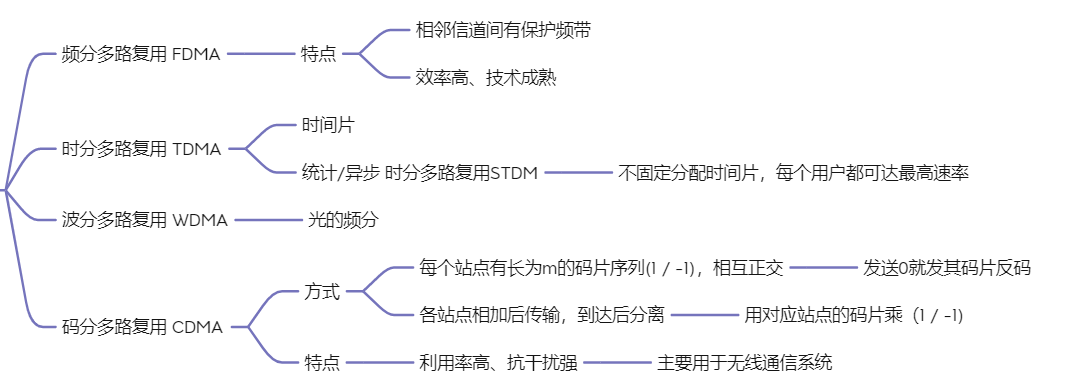 频分多路复用 FDMA
特点
相邻信道间有保护频带
效率高、技术成熟
时分多路复用 TDMA
时间片
统计/异步 时分多路复用STDM
不固定分配时间片，每个用户都可达最高速率
波分多路复用 WDMA
光的频分
码分多路复用 CDMA
方式
每个站点有长为m的码片序列(1 / -1)，相互正交
发送0就发其码片反码
各站点相加后传输，到达后分离
用对应站点的码片乘（1 / -1)
特点
利用率高、抗干扰强
主要用于无线通信系统